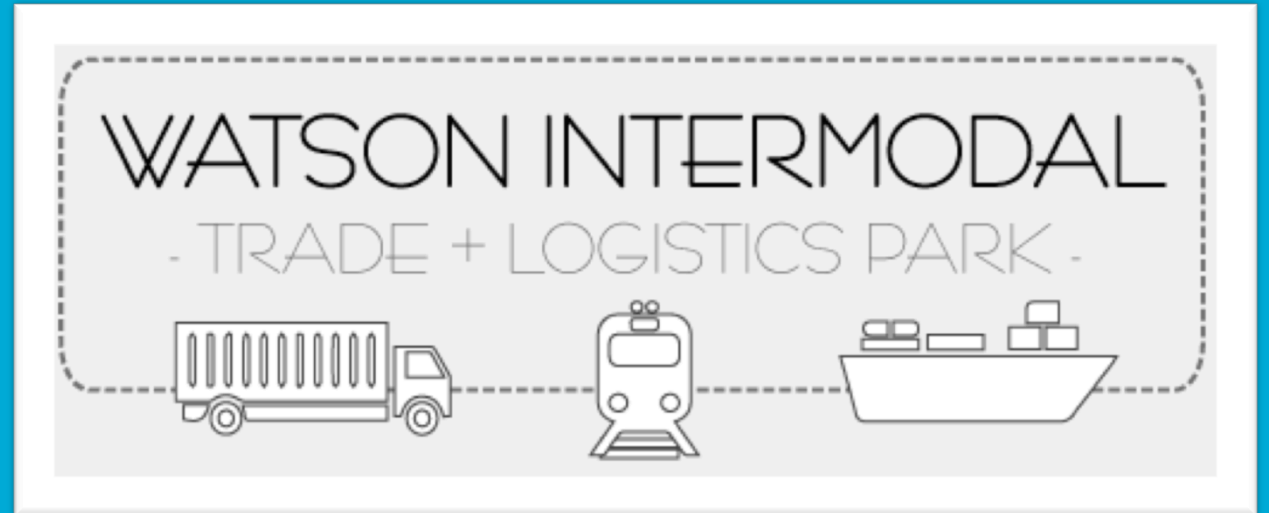 WATSON INTERMODAL
- TRADE + LOGISTICS PARK -